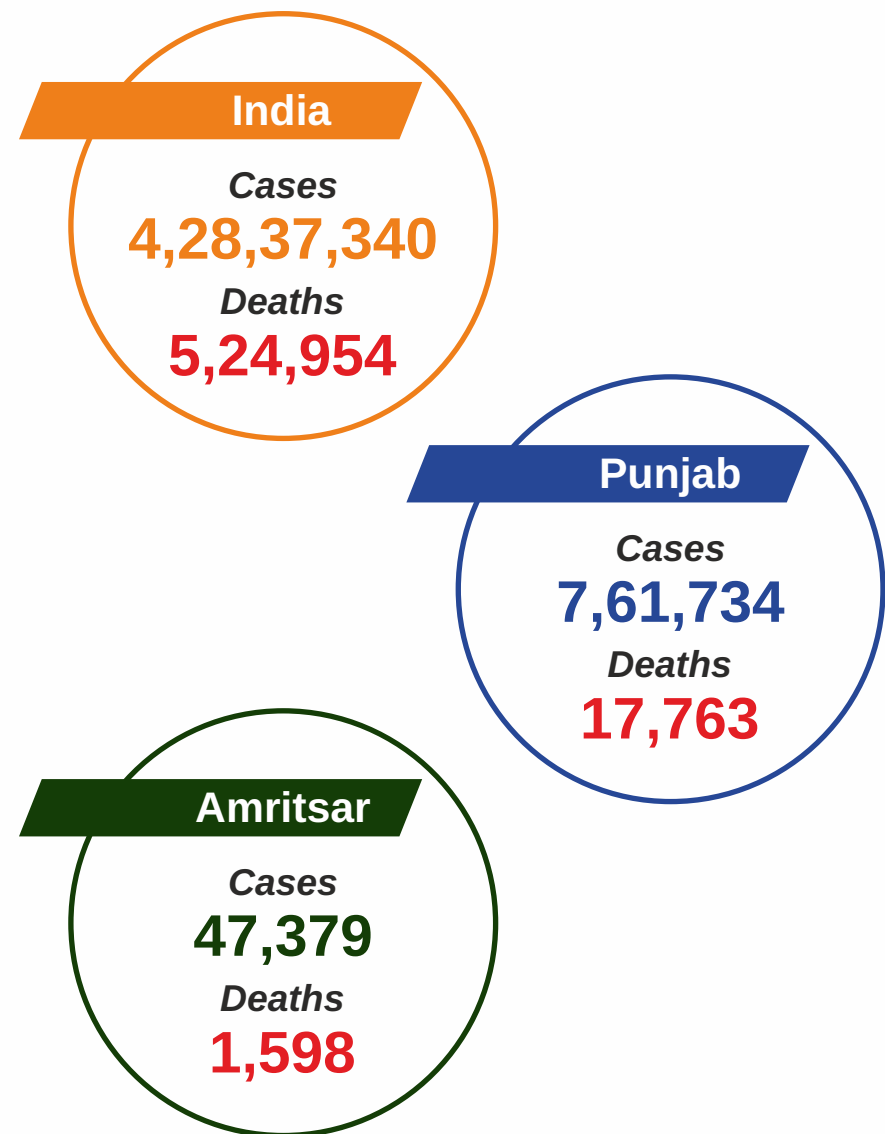 India
Cases
4,28,37,340
Deaths
5,24,954
Punjab
Cases
7,61,734
Deaths
17,763
Amritsar
Cases
47,379
Deaths
1,598